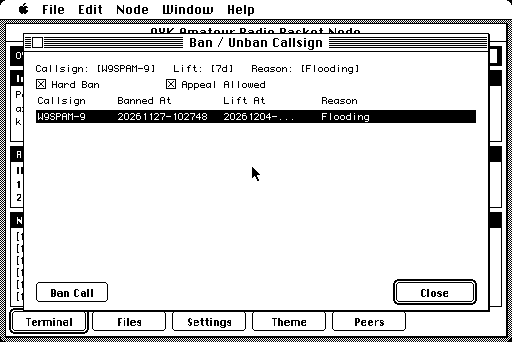 File Edit Node Window Help
Ban / Unban Callsign
Callsign: [W9SPAM-9] Lift: [7d] Reason: [Flooding]
Hard Ban Appeal Allowed
Callsign Banned At Lift At Reason
W9SPAM-9 20261127-102748 20261204-... Flooding
Ban Call Close
Terminal Files Settings Theme Peers